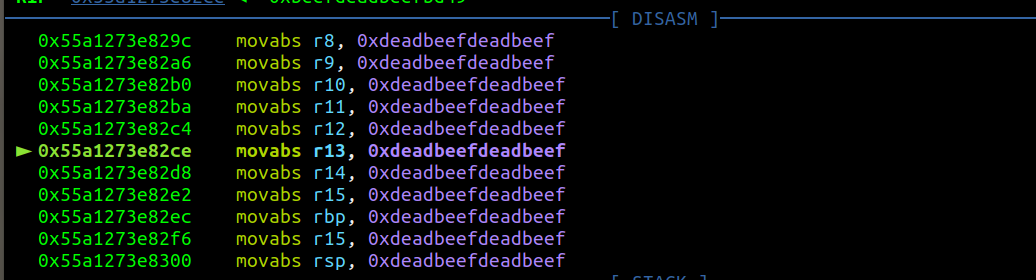 [ DISASM ]
0x55a1273e829c movabs r8, 0xdeadbeefdeadbeef
0x55a1273e82a6 movabs r9, 0xdeadbeefdeadbeef
0x55a1273e82b0 movabs r10, 0xdeadbeefdeadbeef
0x55a1273e82ba movabs r11, 0xdeadbeefdeadbeef
0x55a1273e82c4 movabs r12, 0xdeadbeefdeadbeef
► 0x55a1273e82ce movabs r13, 0xdeadbeefdeadbeef
0x55a1273e82d8 movabs r14, 0xdeadbeefdeadbeef
0x55a1273e82e2 movabs r15, 0xdeadbeefdeadbeef
0x55a1273e82ec movabs rbp, 0xdeadbeefdeadbeef
0x55a1273e82f6 movabs r15, 0xdeadbeefdeadbeef
0x55a1273e8300 movabs rsp, 0xdeadbeefdeadbeef